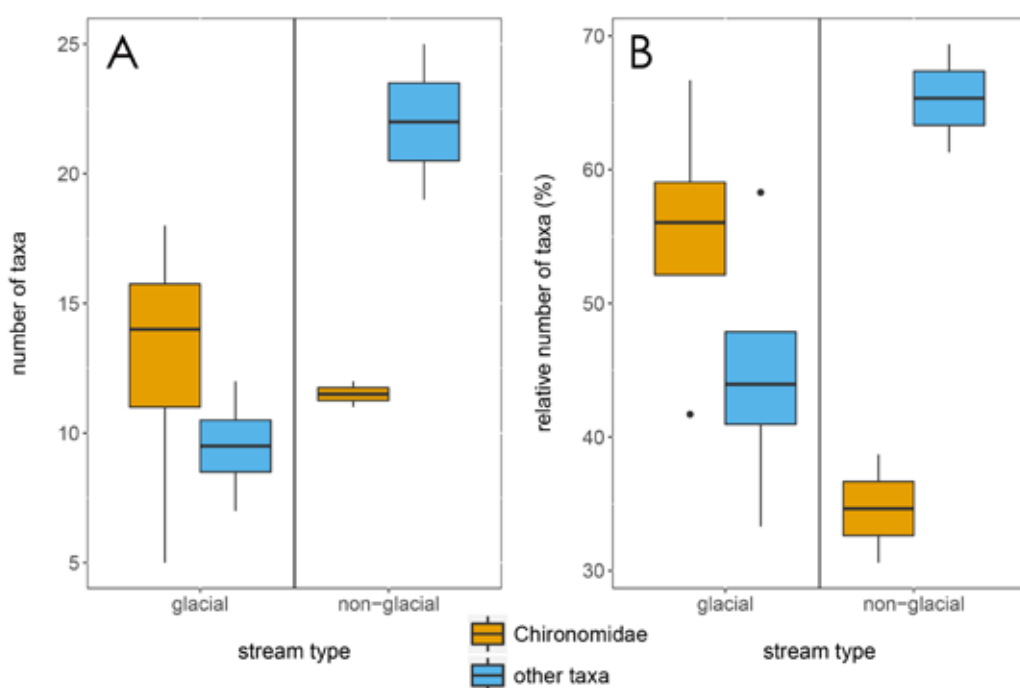 A
number of taxa
25
20
15
10
5
glacial
non-glacial
stream type
B
relative number of taxa (%)
70
60
50
40
30
glacial
non-glacial
stream type
Chironomidae
other taxa